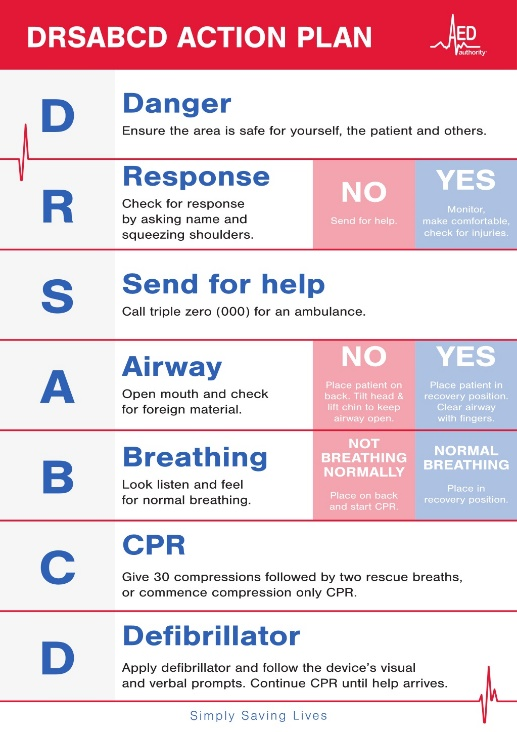 DRSABCD ACTION PLAN
AED
authority
D
Danger
Ensure the area is safe for yourself, the patient and others.
R
Response
Check for response
by asking name and
squeezing shoulders.
NO
Send for help.
YES
Monitor,
make comfortable,
check for injuries.
S
Send for help
Call triple zero (000) for an ambulance.
A
Airway
Open mouth and check
for foreign material.
NO
Place patient on
back. Tilt head &
lift chin to keep
airway open.
YES
Place patient in
recovery position.
Clear airway
with fingers.
B
Breathing
Look listen and feel
for normal breathing.
NOT
BREATHING
NORMALLY
Place on back
and start CPR.
NORMAL
BREATHING
Place in
recovery position.
C
CPR
Give 30 compressions followed by two rescue breaths,
or commence compression only CPR.
D
Defibrillator
Apply defibrillator and follow the device's visual
and verbal prompts. Continue CPR until help arrives.
Simply Saving Lives